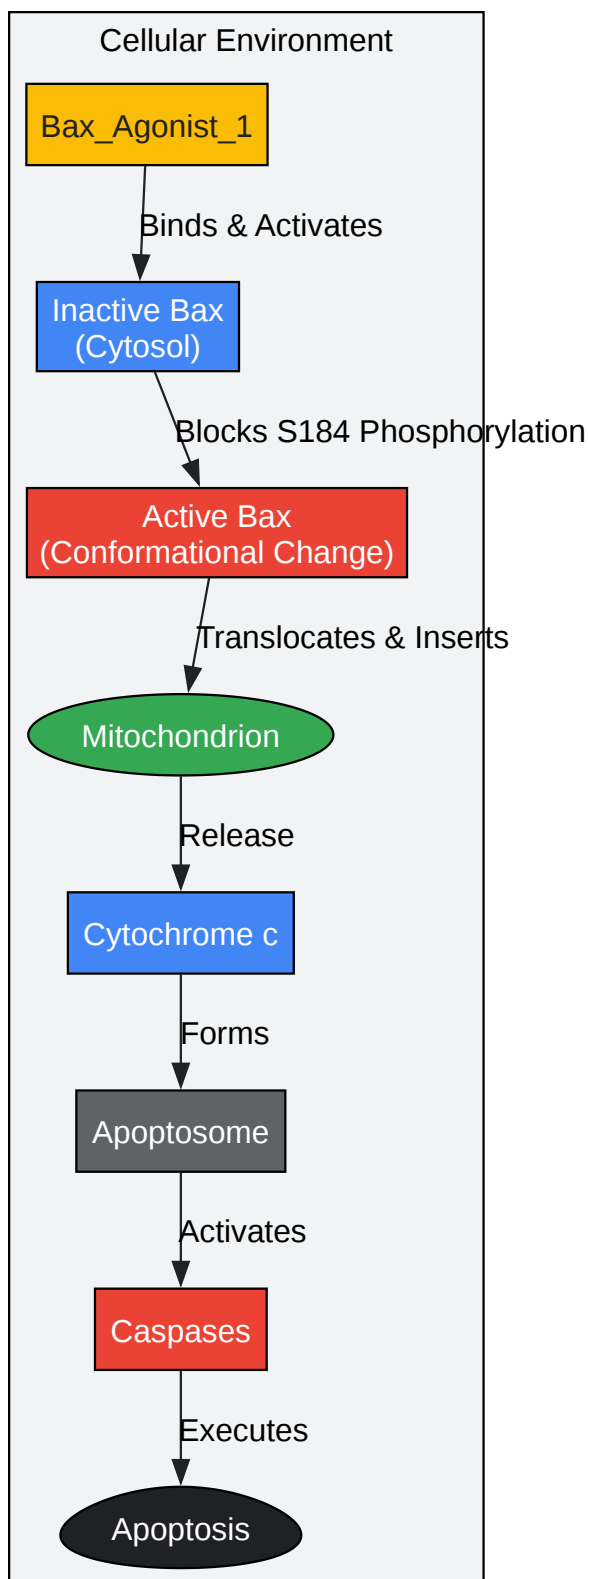 Cellular Environment
Bax_Agonist_1
Binds & Activates
Inactive Bax
(Cytosol)
Blocks S184 Phosphorylation
Active Bax
(Conformational Change)
Translocates & Inserts
Mitochondrion
Release
Cytochrome c
Forms
Apoptosome
Activates
Caspases
Executes
Apoptosis